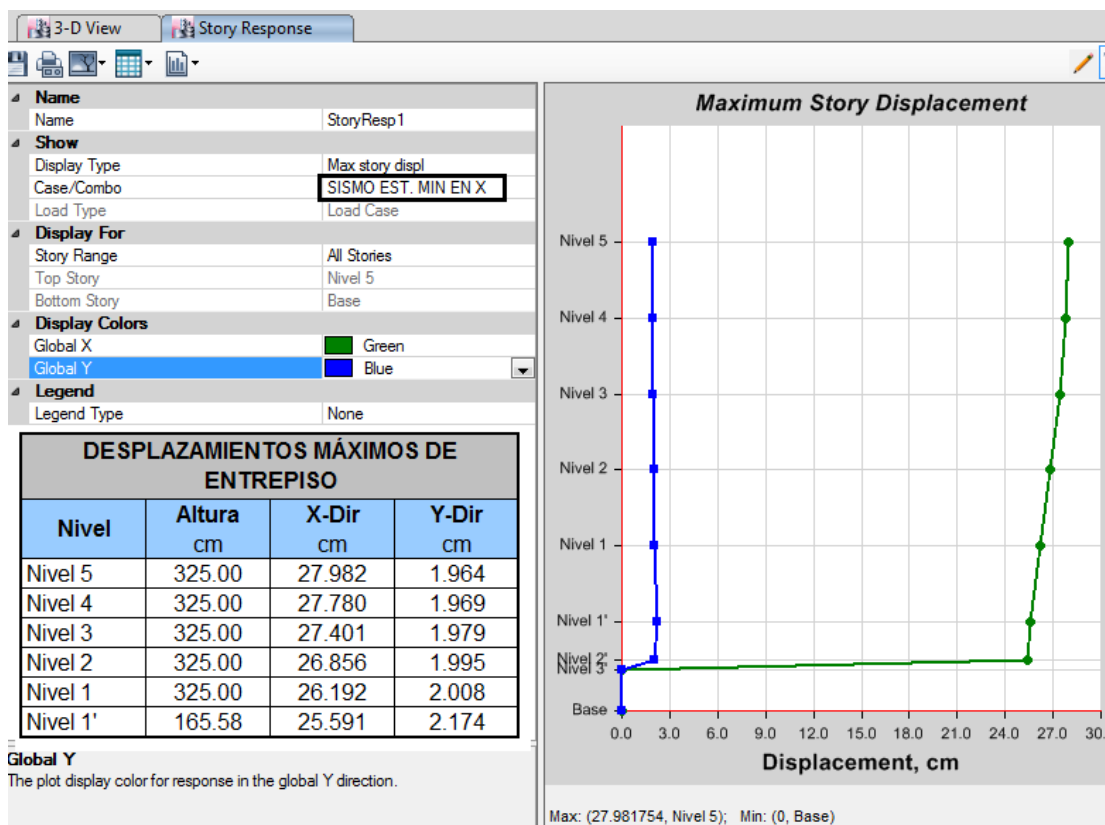 3-D View
Story Response
Name
Name StoryResp1
Show
Display Type Max story displ
Case/Combo SISMO EST. MIN EN X
Load Type Load Case
Display For
Story Range All Stories
Top Story Nivel 5
Bottom Story Base
Display Colors
Global X Green
Global Y Blue
Legend
Legend Type None
DESPLAZAMIENTOS MÁXIMOS DE
ENTREPISO
Nivel Altura X-Dir Y-Dir
cm cm cm
Nivel 5 325.00 27.982 1.964
Nivel 4 325.00 27.780 1.969
Nivel 3 325.00 27.401 1.979
Nivel 2 325.00 26.856 1.995
Nivel 1 325.00 26.192 2.008
Nivel 1' 165.58 25.591 2.174
Global Y
The plot display color for response in the global Y direction.
Maximum Story Displacement
Nivel 5
Nivel 4
Nivel 3
Nivel 2
Nivel 1
Nivel 1'
Nivel 2'
Nivel 3'
Base
0.0 3.0 6.0 9.0 12.0 15.0 18.0 21.0 24.0 27.0 30.
Displacement, cm
Max: (27.981754, Nivel 5); Min: (0, Base)